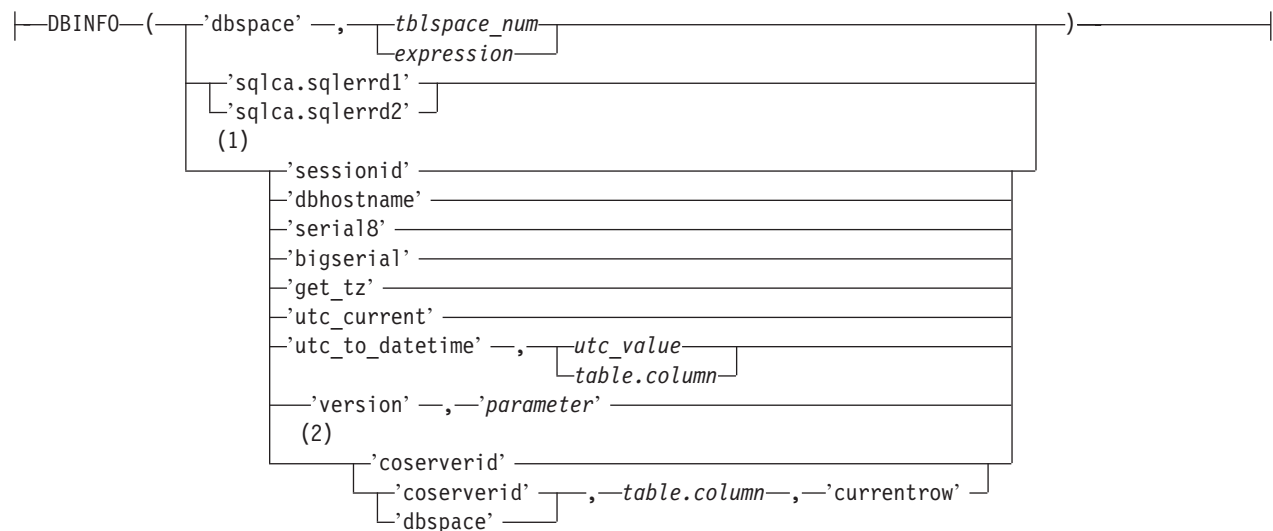 DBINFO ( 'dbspace' , tblspace_num )
expression
'sqlca.sqlerrd1'
'sqlca.sqlerrd2'
(1)
'sessionid'
'dbhostname'
'serial8'
'bigserial'
'get_tz'
'utc_current'
'utc_to_datetime' , utc_value
table.column
'version' , 'parameter'
(2)
'coserverid'
'coserverid' , table.column , 'currentrow'
'dbspace'